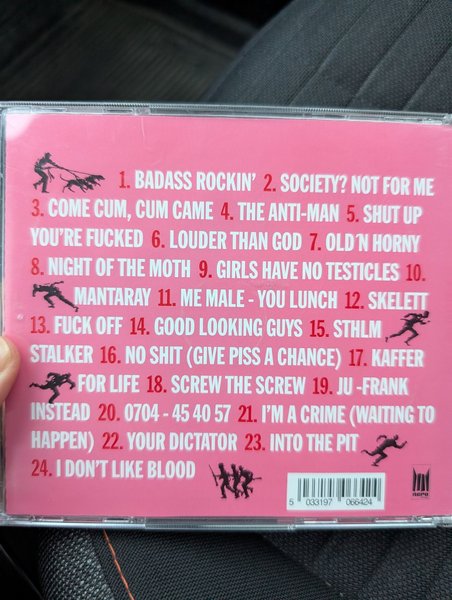 1. BADASS ROCKIN' 2. SOCIETY? NOT FOR ME
3. COME CUM, CUM CAME 4. THE ANTI-MAN 5. SHUT UP
YOU'RE FUCKED 6. LOUDER THAN GOD 7. OLD'N HORNY
8. NIGHT OF THE MOTH 9. GIRLS HAVE NO TESTICLES 10.
MANTARAY 11. ME MALE - YOU LUNCH 12. SKELETT
13. FUCK OFF 14. GOOD LOOKING GUYS 15. STHLM
STALKER 16. NO SHIT (GIVE PISS A CHANCE) 17. KAFFER
FOR LIFE 18. SCREW THE SCREW 19. JU -FRANK
INSTEAD 20. 0704 - 45 40 57 21. I'M A CRIME (WAITING TO
HAPPEN) 22. YOUR DICTATOR 23. INTO THE PIT
24. I DON'T LIKE BLOOD
5 033197 066424